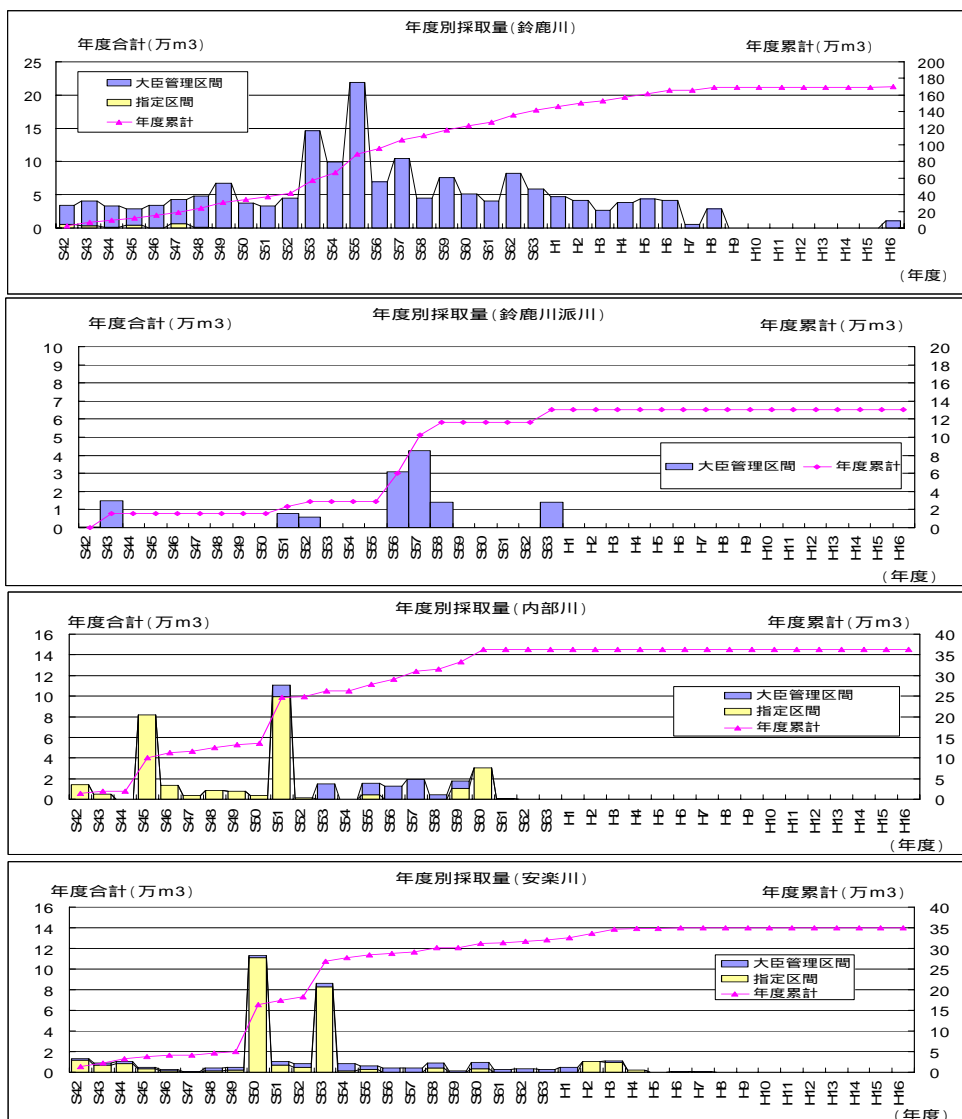 年度別採取量(鈴鹿川)
年度合計(万m3)
年度累計(万m3)
25
20
15
10
5
0
200
180
160
140
120
100
80
60
40
20
0
大臣管理区間
指定区間
年度累計
S42 S43 S44 S45 S46 S47 S48 S49 S50 S51 S52 S53 S54 S55 S56 S57 S58 S59 S60 S61 S62 S63 H1 H2 H3 H4 H5 H6 H7 H8 H9 H10 H11 H12 H13 H14 H15 H16
(年度)
年度別採取量(鈴鹿川派川)
年度合計(万m3)
年度累計(万m3)
10
9
8
7
6
5
4
3
2
1
0
20
18
16
14
12
10
8
6
4
2
0
大臣管理区間 年度累計
S42 S43 S44 S45 S46 S47 S48 S49 S50 S51 S52 S53 S54 S55 S56 S57 S58 S59 S60 S61 S62 S63 H1 H2 H3 H4 H5 H6 H7 H8 H9 H10 H11 H12 H13 H14 H15 H16
(年度)
年度別採取量(内部川)
年度合計(万m3)
年度累計(万m3)
16
14
12
10
8
6
4
2
0
40
35
30
25
20
15
10
5
0
大臣管理区間
指定区間
年度累計
S42 S43 S44 S45 S46 S47 S48 S49 S50 S51 S52 S53 S54 S55 S56 S57 S58 S59 S60 S61 S62 S63 H1 H2 H3 H4 H5 H6 H7 H8 H9 H10 H11 H12 H13 H14 H15 H16
(年度)
年度別採取量(安楽川)
年度合計(万m3)
年度累計(万m3)
16
14
12
10
8
6
4
2
0
40
35
30
25
20
15
10
5
0
大臣管理区間
指定区間
年度累計
S42 S43 S44 S45 S46 S47 S48 S49 S50 S51 S52 S53 S54 S55 S56 S57 S58 S59 S60 S61 S62 S63 H1 H2 H3 H4 H5 H6 H7 H8 H9 H10 H11 H12 H13 H14 H15 H16
(年度)